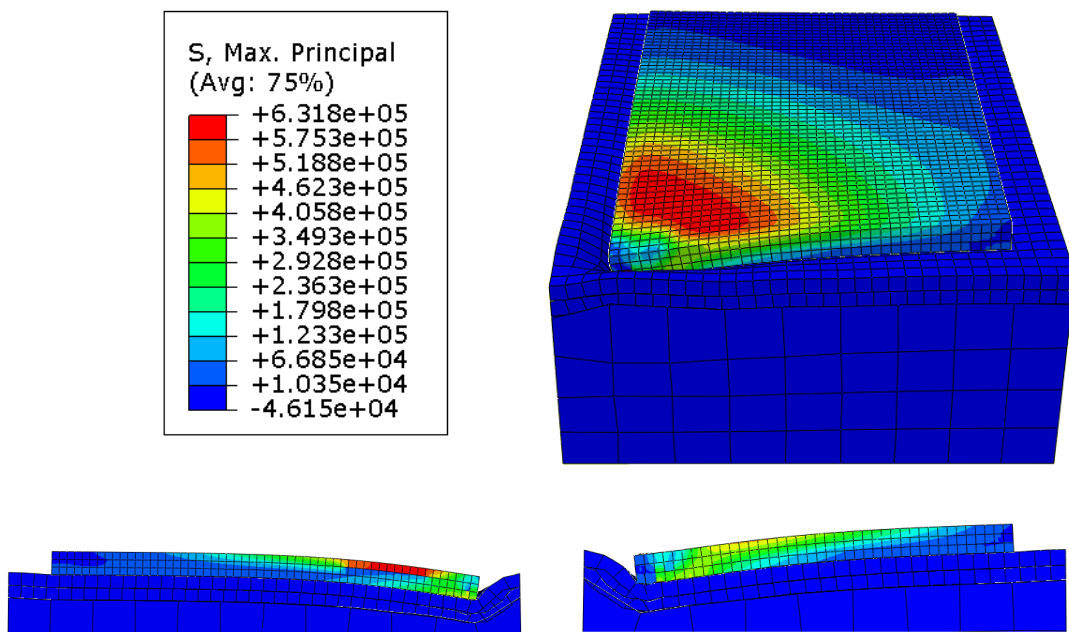 S, Max. Principal
(Avg: 75%)
+6.318e+05
+5.753e+05
+5.188e+05
+4.623e+05
+4.058e+05
+3.493e+05
+2.928e+05
+2.363e+05
+1.798e+05
+1.233e+05
+6.685e+04
+1.035e+04
-4.615e+04